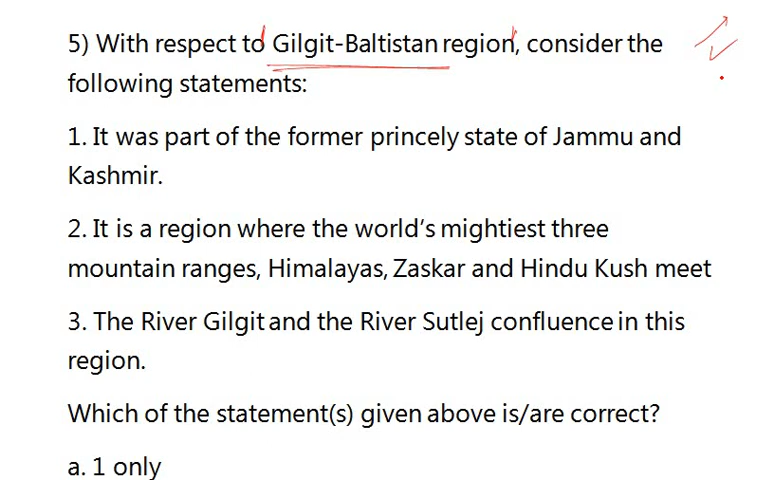 5) With respect to Gilgit-Baltistan region, consider the
following statements:
1. It was part of the former princely state of Jammu and
Kashmir.
2. It is a region where the world's mightiest three
mountain ranges, Himalayas, Zaskar and Hindu Kush meet
3. The River Gilgit and the River Sutlej confluence in this
region.
Which of the statement(s) given above is/are correct?
a. 1 only